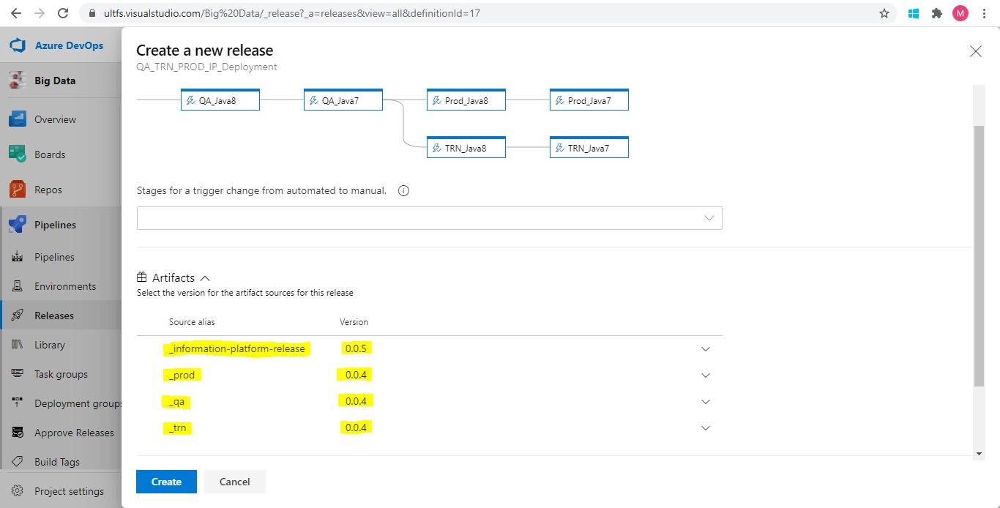 ultfs.visualstudio.com/Big%20Data/_release?_a=releases&view=all&definitionId=17
M
Azure DevOps
Big Data
Overview
Boards
Repos
Pipelines
Pipelines
Environments
Releases
Library
Task groups
Deployment groups
Approve Releases
Build Tags
Project settings
Create a new release
QA_TRN_PROD_IP_Deployment
QA_Java8
QA_Java7
Prod_Java8
Prod_Java7
TRN_Java8
TRN_Java7
Stages for a trigger change from automated to manual.
Artifacts
Select the version for the artifact sources for this release
Source alias Version
_information-platform-release 0.0.5
_prod 0.0.4
_qa 0.0.4
_trn 0.0.4
Create Cancel